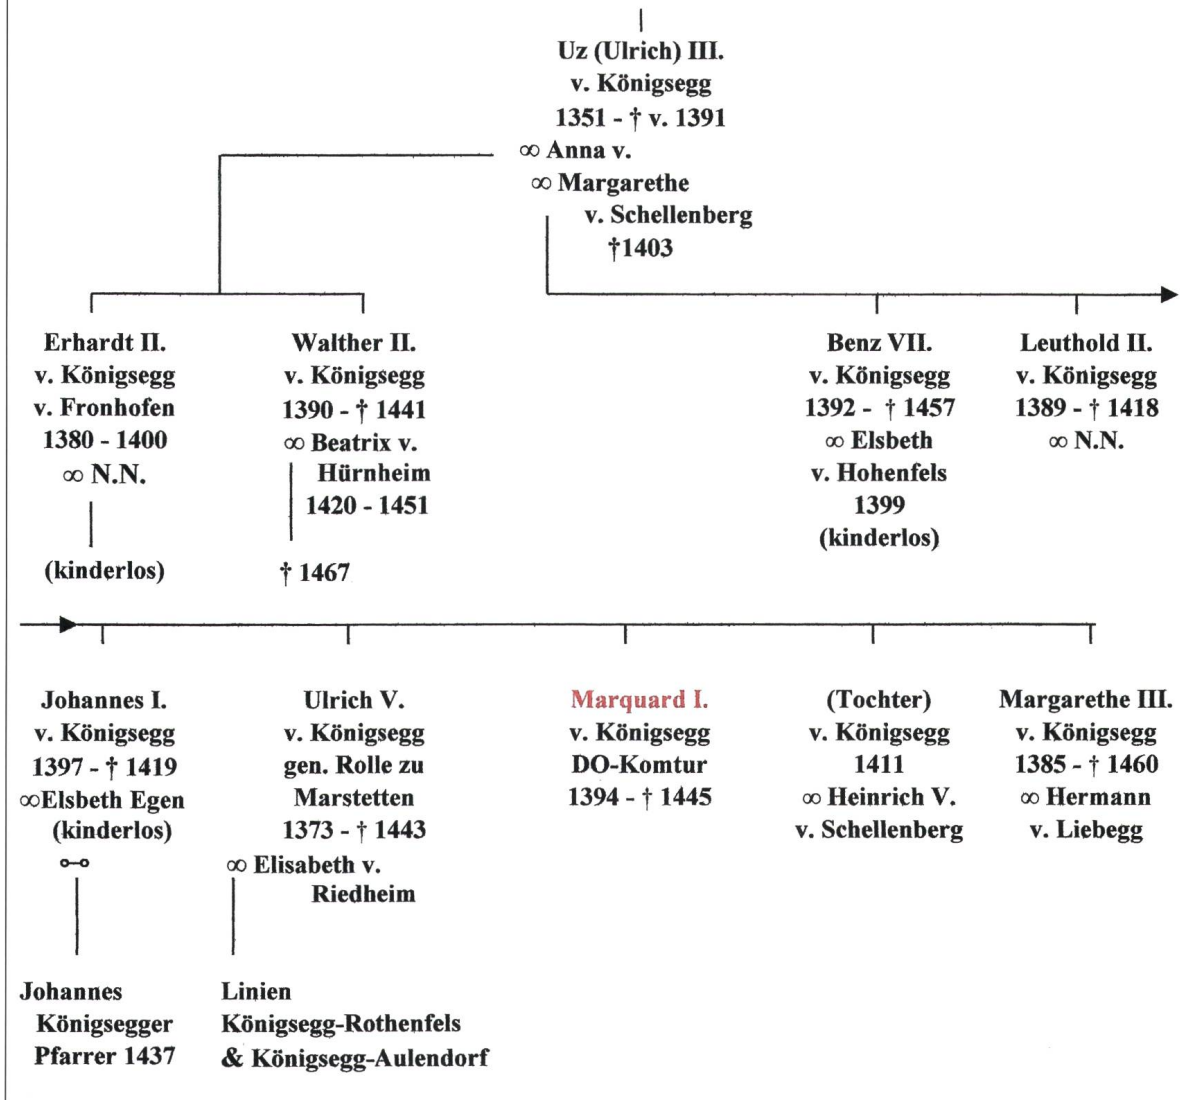 Uz (Ulrich) III.
v. Königsegg
1351 - † v. 1391
∞ Anna v.
∞ Margarethe
v. Schellenberg
†1403
Erhardt II.
v. Königsegg
v. Fronhofen
1380 - 1400
∞ N.N.
(kinderlos)
Walther II.
v. Königsegg
1390 - † 1441
∞ Beatrix v.
Hürnheim
1420 - 1451
† 1467
Benz VII.
v. Königsegg
1392 - † 1457
∞ Elsbeth
v. Hohenfels
1399
(kinderlos)
Leuthold II.
v. Königsegg
1389 - † 1418
∞ N.N.
Johannes I.
v. Königsegg
1397 - † 1419
∞Elsbeth Egen
(kinderlos)
o-o
Johannes
Königsegger
Pfarrer 1437
Ulrich V.
v. Königsegg
gen. Rolle zu
Marstetten
1373 - † 1443
∞ Elisabeth v.
Riedheim
Linien
Königsegg-Rothenfels
& Königsegg-Aulendorf
Marquard I.
v. Königsegg
DO-Komtur
1394 - † 1445
(Tochter)
v. Königsegg
1411
∞ Heinrich V.
v. Schellenberg
Margarethe III.
v. Königsegg
1385 - † 1460
∞ Hermann
v. Liebegg